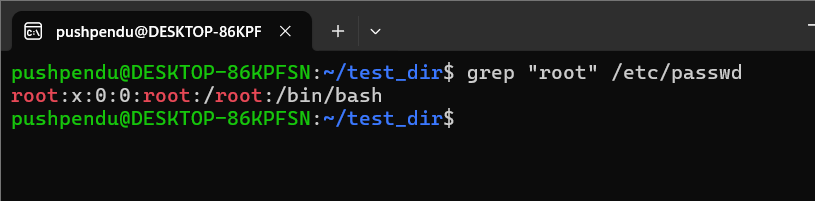 pushpendu@DESKTOP-86KPF
pushpendu@DESKTOP-86KPFSN:~/test_dir$ grep "root" /etc/passwd
root:x:0:0:root:/root:/bin/bash
pushpendu@DESKTOP-86KPFSN:~/test_dir$